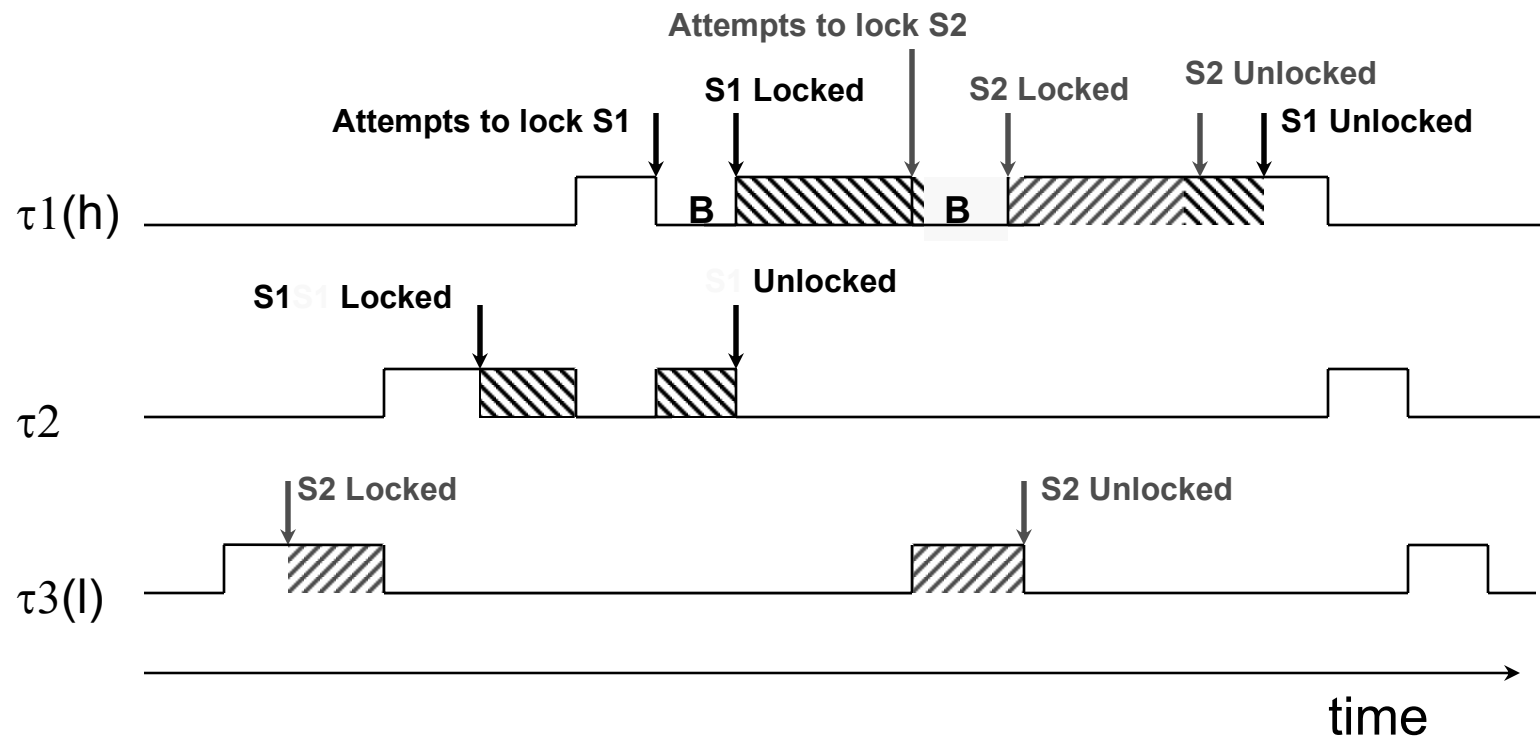 Attempts to lock S2
S2 Unlocked
S1 Locked
S2 Locked
Attempts to lock S1
S1 Unlocked
τ1(h)
B
B
S1 Unlocked
S1S1 Locked
τ2
S2 Locked
S2 Unlocked
τ3(l)
time